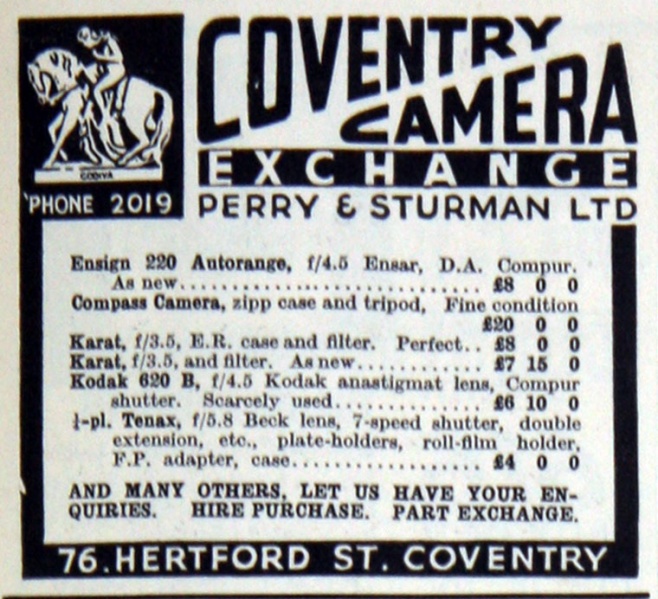 COVENTRY
CAMERA
EXCHANGE
GODIVA
'PHONE 2019
PERRY & STURMAN LTD
Ensign 220 Autorange, f/4.5 Ensar, D.A. Compur.
As new.............................. £8 0 0
Compass Camera, zipp case and tripod, Fine condition
£20 0 0
Karat, f/3.5, E.R. case and filter. Perfect.. £8 0 0
Karat, f/3.5, and filter. As new............ £7 15 0
Kodak 620 B, f/4.5 Kodak anastigmat lens, Compur
shutter. Scarcely used.............. £6 10 0
¼-pl. Tenax, f/5.8 Beck lens, 7-speed shutter, double
extension, etc., plate-holders, roll-film holder,
F.P. adapter, case.................. £4 0 0
AND MANY OTHERS, LET US HAVE YOUR EN-
QUIRIES. HIRE PURCHASE. PART EXCHANGE.
76. HERTFORD ST. COVENTRY